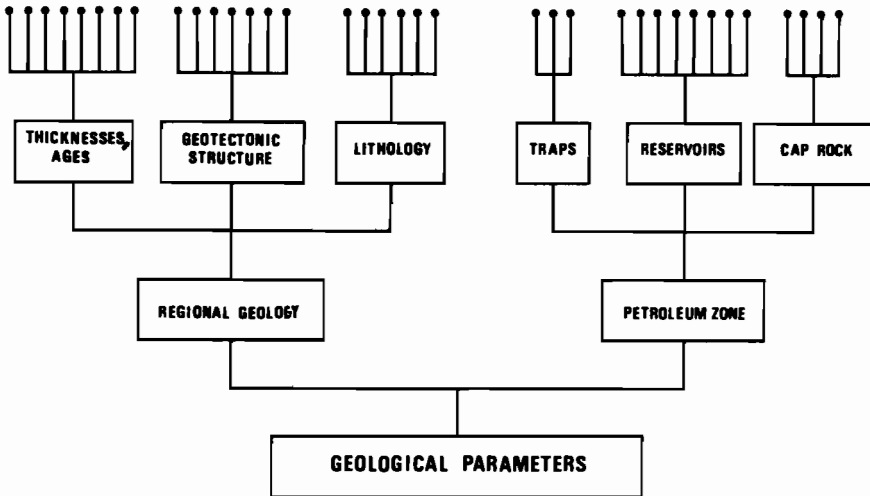 THICKNESSES,
AGES
GEOTECTONIC
STRUCTURE
LITHOLOGY
TRAPS
RESERVOIRS
CAP ROCK
REGIONAL GEOLOGY
PETROLEUM ZONE
GEOLOGICAL PARAMETERS